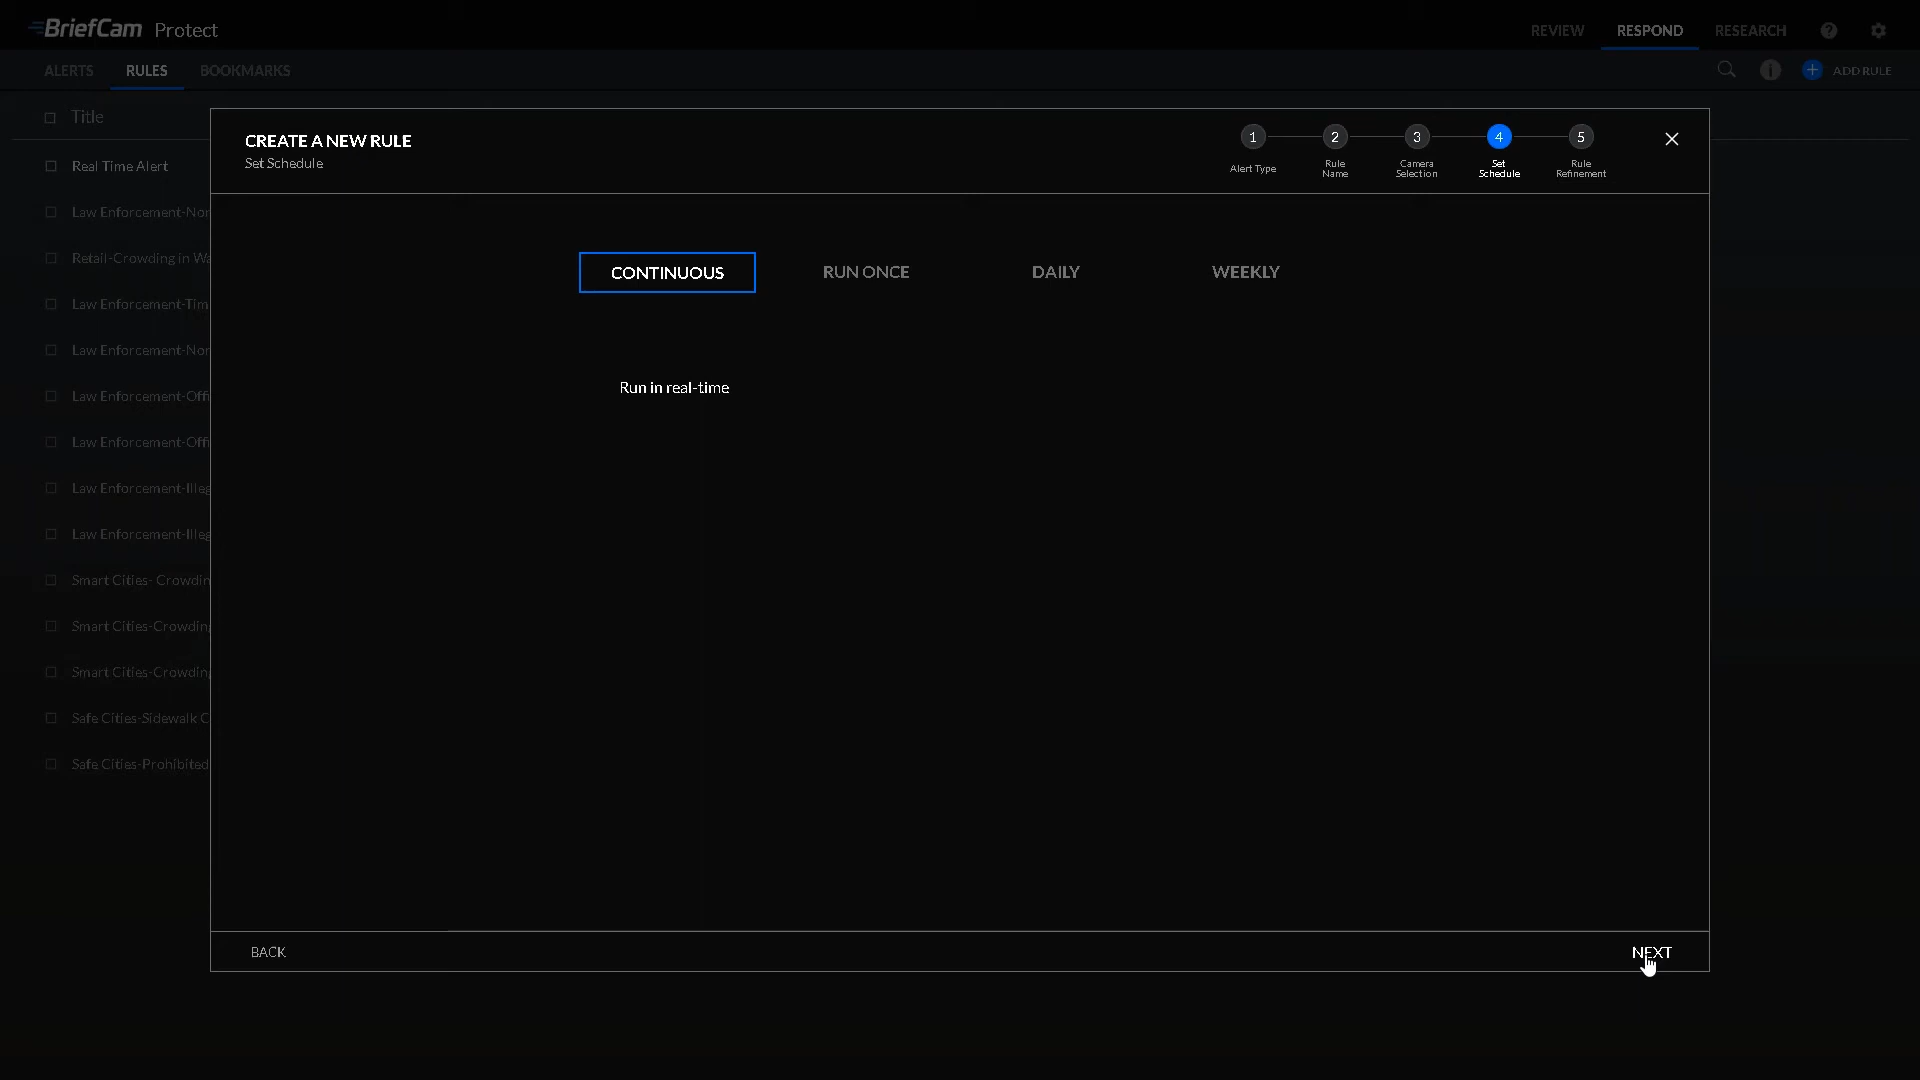 BriefCam Protect
REVIEW RESPOND RESEARCH ?
ALERTS RULES BOOKMARKS
i + ADD RULE
Title
CREATE A NEW RULE
Set Schedule
1 2 3 4 5
Alert Type
Rule Name
Camera Selection
Set Schedule
Rule Refinement
Real Time Alert
Law Enforcement-Nor
Retail-Crowding in Wa
Law Enforcement-Tim
Law Enforcement-Nor
Law Enforcement-Offi
Law Enforcement-Offi
Law Enforcement-Illeg
Law Enforcement-Illeg
Smart Cities- Crowdin
Smart Cities-Crowding
Smart Cities-Crowding
Safe Cities-Sidewalk C
Safe Cities-Prohibited
CONTINUOUS RUN ONCE DAILY WEEKLY
Run in real-time
BACK NEXT